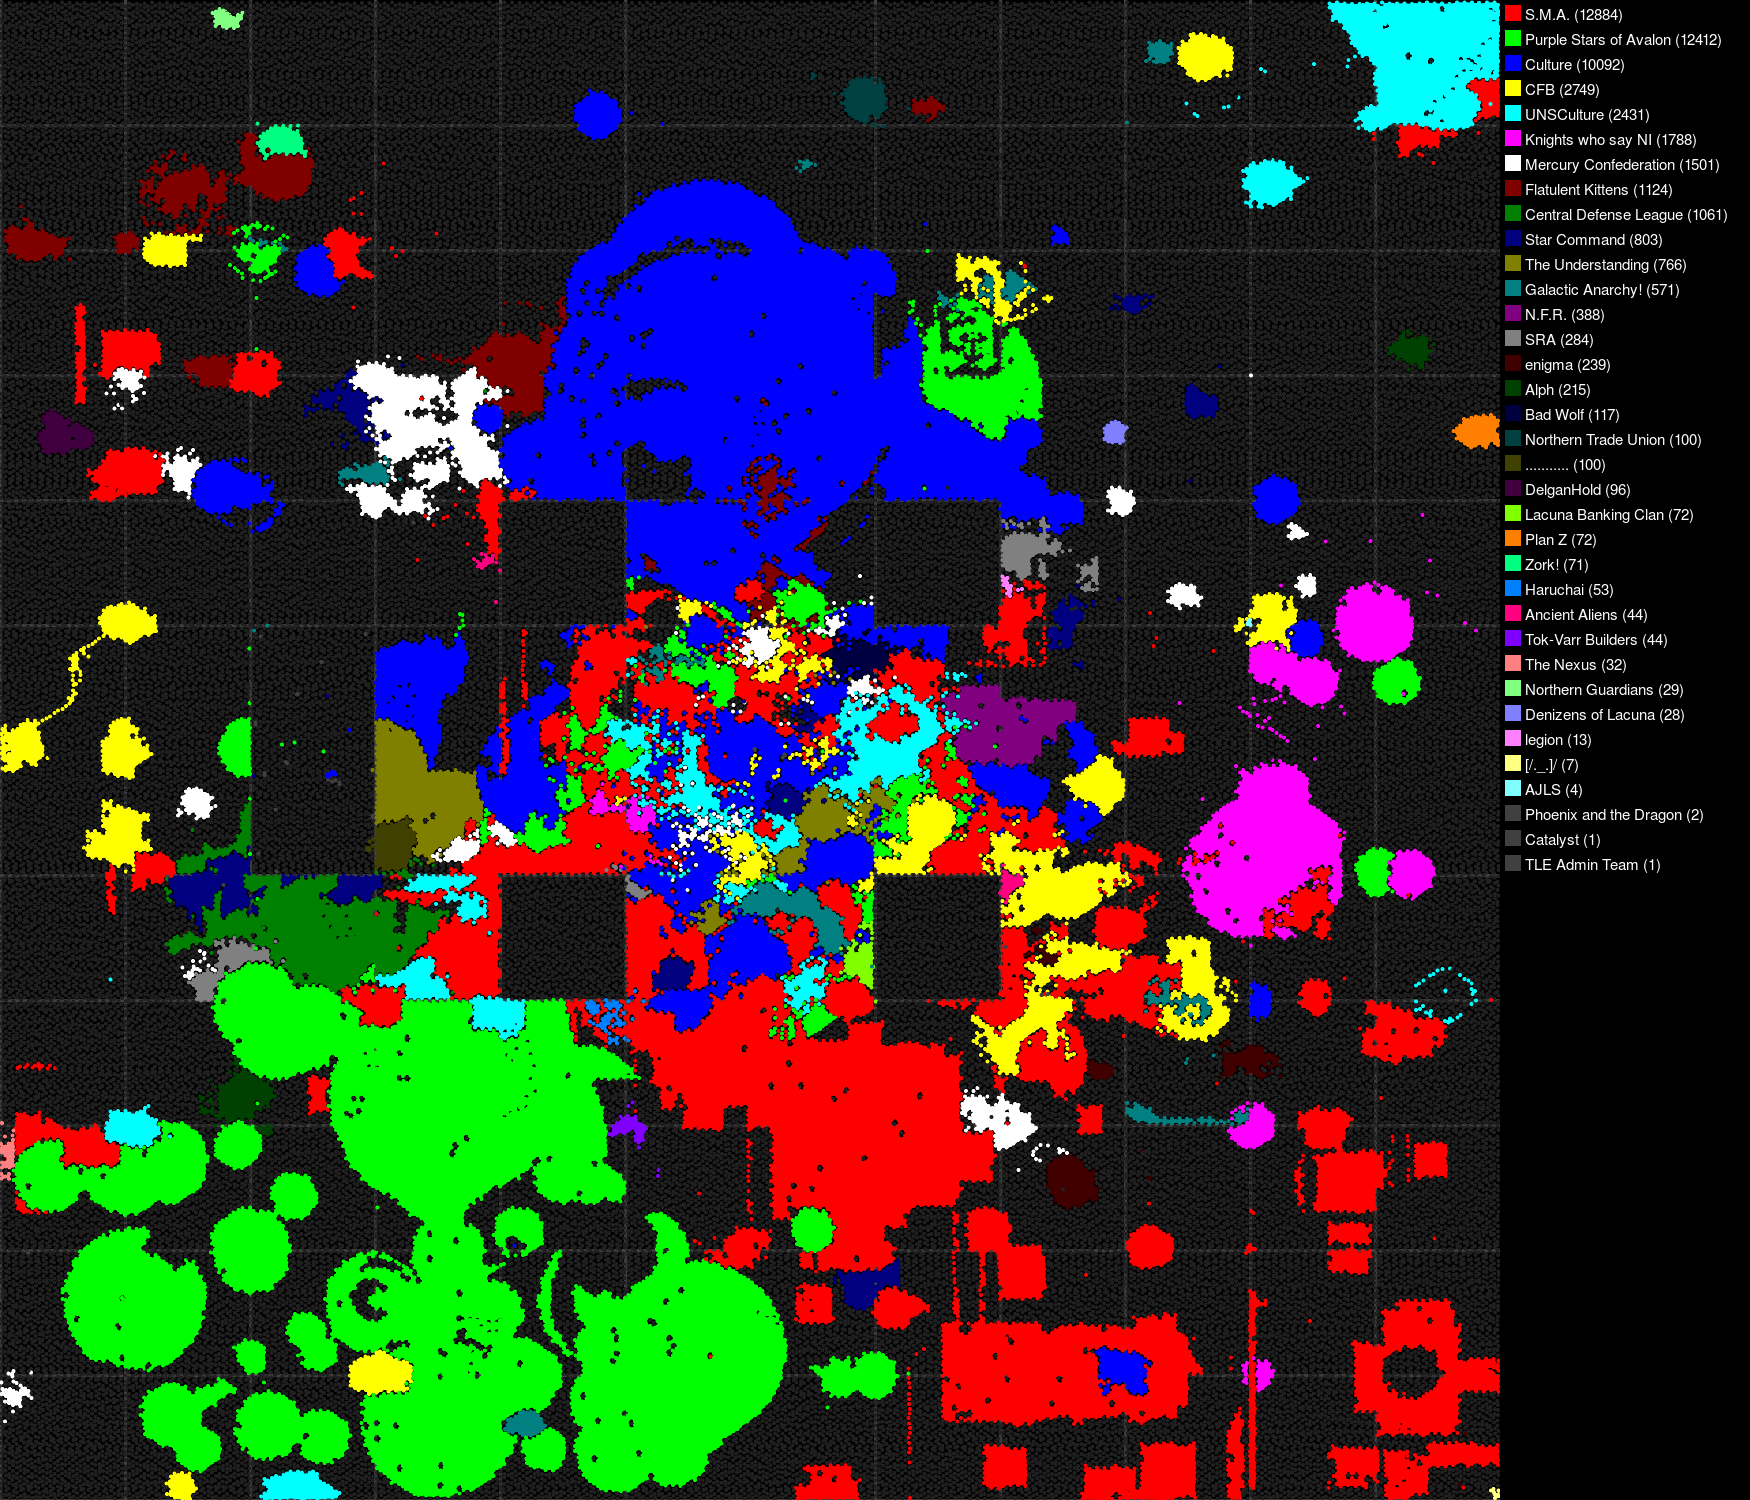 S.M.A. (12884)
Purple Stars of Avalon (12412)
Culture (10092)
CFB (2749)
UNSCulture (2431)
Knights who say NI (1788)
Mercury Confederation (1501)
Flatulent Kittens (1124)
Central Defense League (1061)
Star Command (803)
The Understanding (766)
Galactic Anarchy! (571)
N.F.R. (388)
SRA (284)
enigma (239)
Alph (215)
Bad Wolf (117)
Northern Trade Union (100)
........... (100)
DelganHold (96)
Lacuna Banking Clan (72)
Plan Z (72)
Zork! (71)
Haruchai (53)
Ancient Aliens (44)
Tok-Varr Builders (44)
The Nexus (32)
Northern Guardians (29)
Denizens of Lacuna (28)
legion (13)
[/._.]/ (7)
AJLS (4)
Phoenix and the Dragon (2)
Catalyst (1)
TLE Admin Team (1)